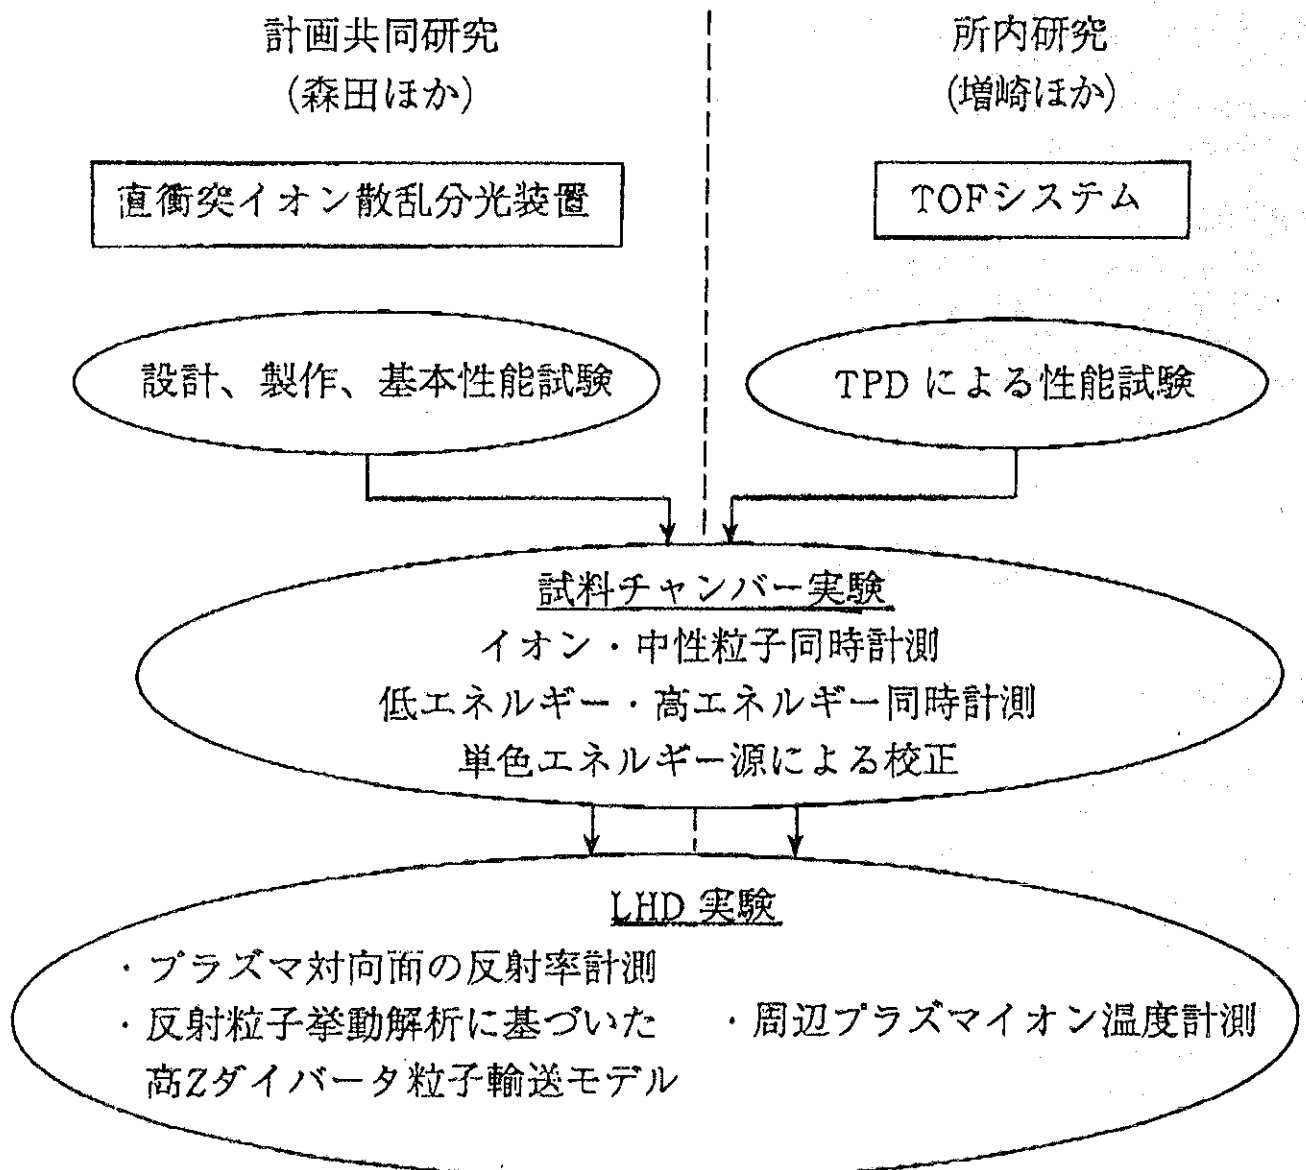 計画共同研究
(森田ほか)
所内研究
(増崎ほか)
直衝突イオン散乱分光装置
TOFシステム
設計、製作、基本性能試験
TPD による性能試験
試料チャンバー実験
イオン・中性粒子同時計測
低エネルギー・高エネルギー同時計測
単色エネルギー源による校正
LHD 実験
・プラズマ対向面の反射率計測
・反射粒子挙動解析に基づいた
高Zダイバータ粒子輸送モデル
・周辺プラズマイオン温度計測